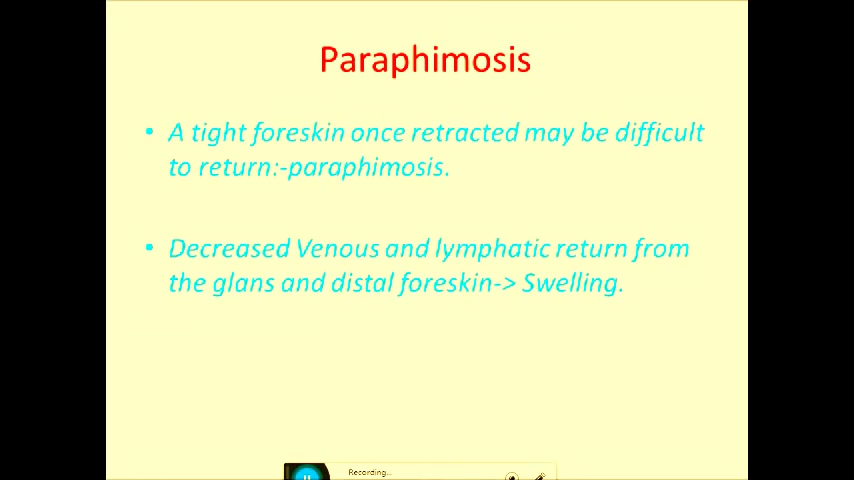 Paraphimosis
• A tight foreskin once retracted may be difficult
to return:-paraphimosis.
• Decreased Venous and lymphatic return from
the glans and distal foreskin-> Swelling.
Recording...